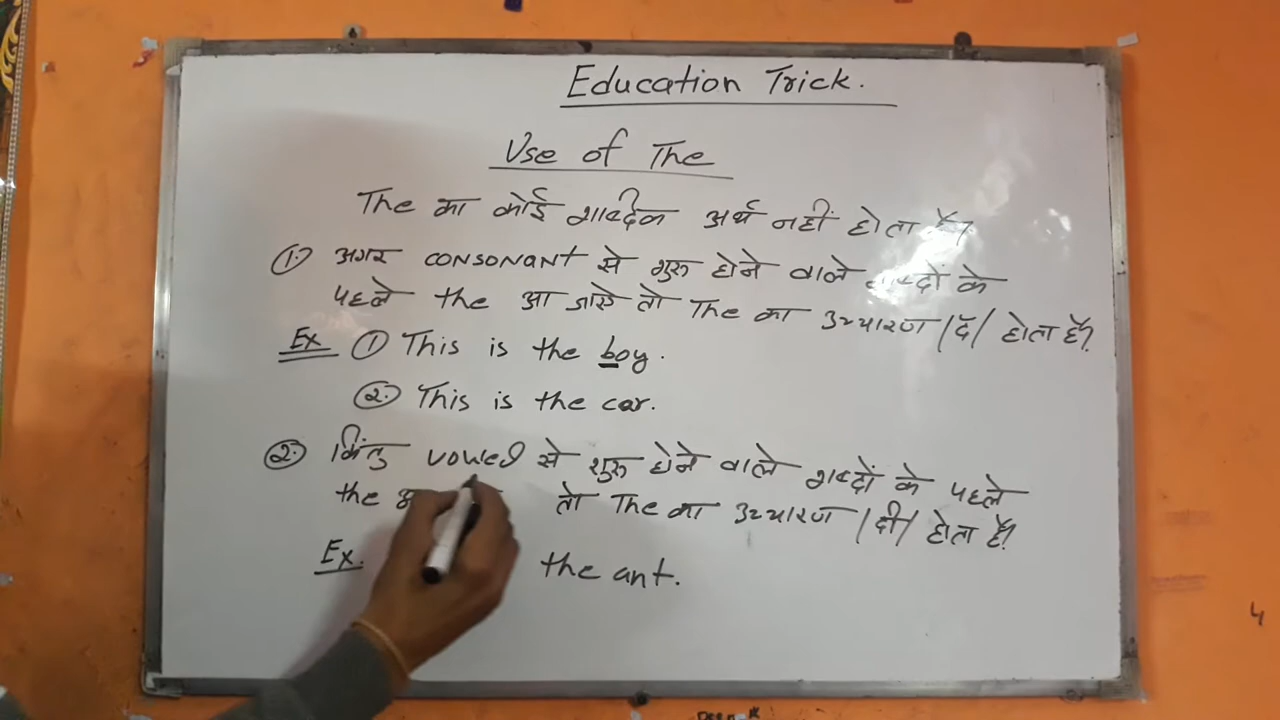 Education Trick.
Use of The
The का कोई शाब्दिक अर्थ नहीं होता है।
①. अगर consonant से शुरू होने वाले शब्दों के
पहले the आ जाये तो The का उच्चारण /द/ होता है।
Ex ① This is the boy.
②. This is the car.
②. किंतु vowel से शुरू होने वाले शब्दों के पहले
the तो The का उच्चारण /दी/ होता है।
Ex. the ant.